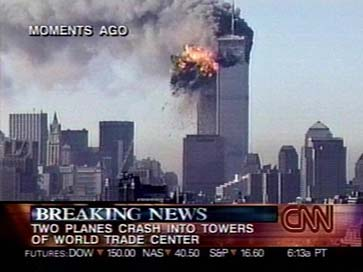 MOMENTS AGO
BREAKING NEWS
CNN
TWO PLANES CRASH INTO TOWERS
OF WORLD TRADE CENTER
FUTURES: DOW ▼ 150.00 NAS ▼ 40.50 S&P ▼ 16.60 6:13a PT